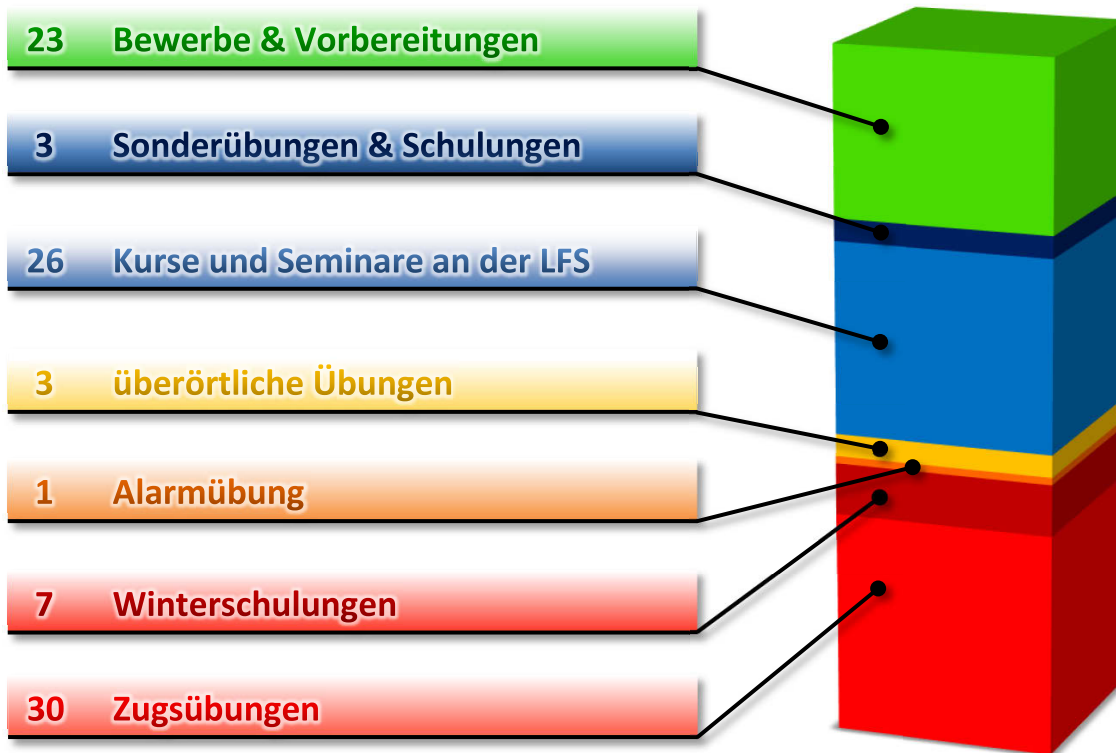 23 Bewerbe & Vorbereitungen
3 Sonderübungen & Schulungen
26 Kurse und Seminare an der LFS
3 überörtliche Übungen
1 Alarmübung
7 Winterschulungen
30 Zugsübungen